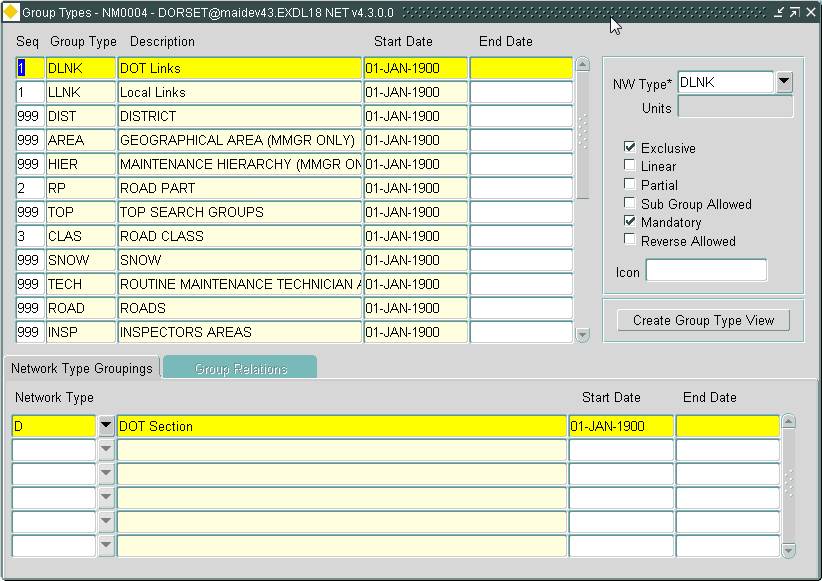 Group Types - NM0004 - DORSET@maidev43.EXDL18 NET v4.3.0.0
Seq Group Type Description Start Date End Date
1 DLNK DOT Links 01-JAN-1900
1 LLNK Local Links 01-JAN-1900
999 DIST DISTRICT 01-JAN-1900
999 AREA GEOGRAPHICAL AREA (MMGR ONLY) 01-JAN-1900
999 HIER MAINTENANCE HIERARCHY (MMGR ON 01-JAN-1900
2 RP ROAD PART 01-JAN-1900
999 TOP TOP SEARCH GROUPS 01-JAN-1900
3 CLAS ROAD CLASS 01-JAN-1900
999 SNOW SNOW 01-JAN-1900
999 TECH ROUTINE MAINTENANCE TECHNICIAN A 01-JAN-1900
999 ROAD ROADS 01-JAN-1900
999 INSP INSPECTORS AREAS 01-JAN-1900
NW Type* DLNK
Units
Exclusive
Linear
Partial
Sub Group Allowed
Mandatory
Reverse Allowed
Icon
Create Group Type View
Network Type Groupings Group Relations
Network Type Start Date End Date
D DOT Section 01-JAN-1900